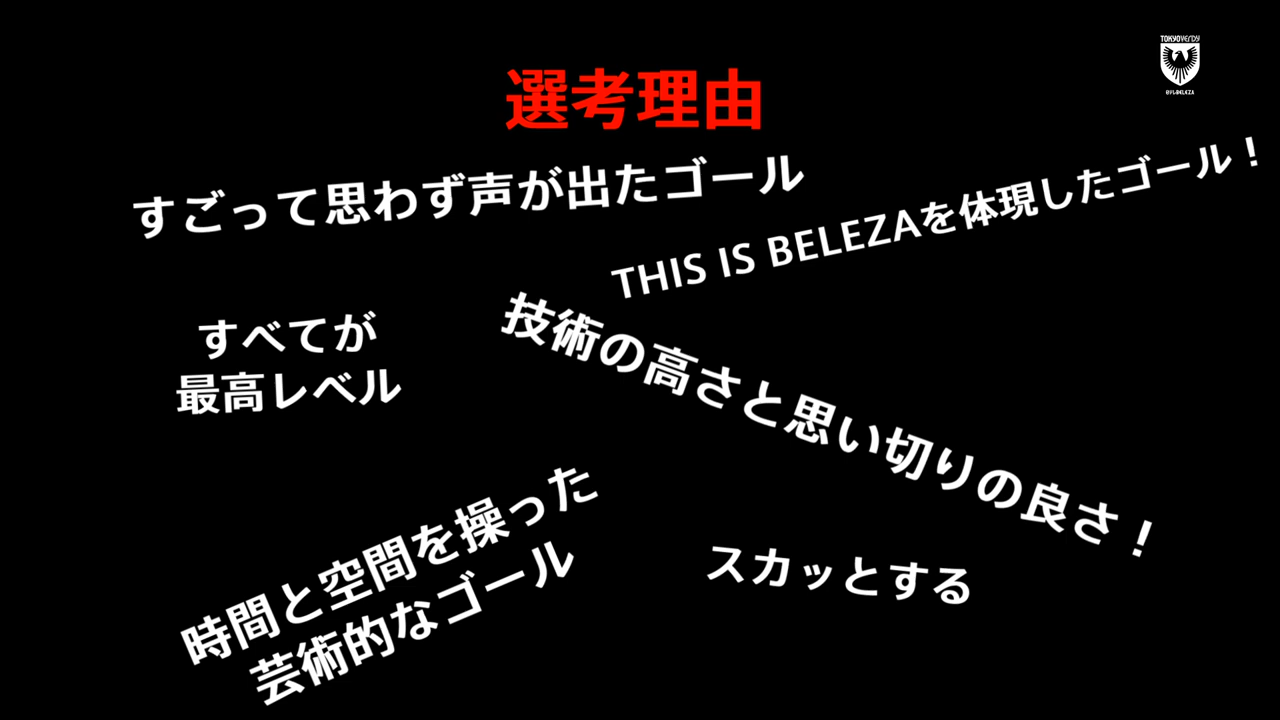 TOKYO VERDY
選考理由
すごって思わず声が出たゴール
THIS IS BELEZAを体現したゴール！
すべてが
最高レベル
技術の高さと思い切りの良さ！
時間と空間を操った
芸術的なゴール
スカッとする